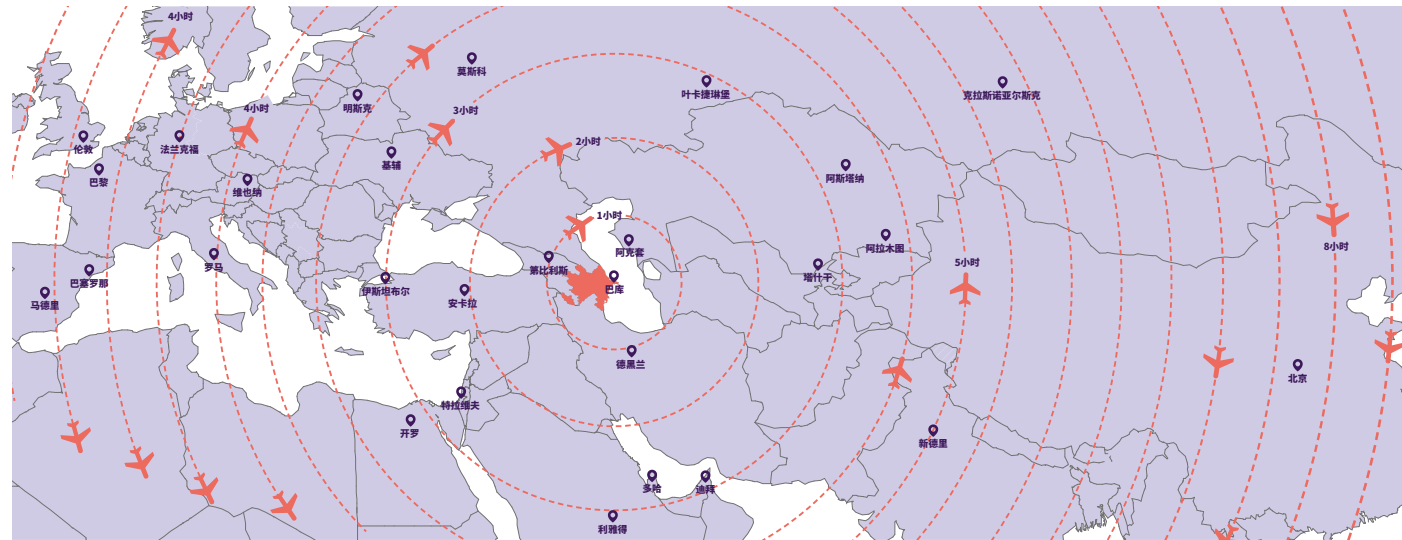 4小时
莫斯科
叶卡捷琳堡
克拉斯诺亚尔斯克
明斯克
4小时
3小时
2小时
伦敦
法兰克福
基辅
巴黎
维也纳
阿斯塔纳
1小时
阿克套
阿拉木图
8小时
罗马
第比利斯
5小时
巴塞罗那
塔什干
马德里
伊斯坦布尔
安卡拉
巴库
德黑兰
北京
特拉维夫
开罗
新德里
多哈
迪拜
利雅得